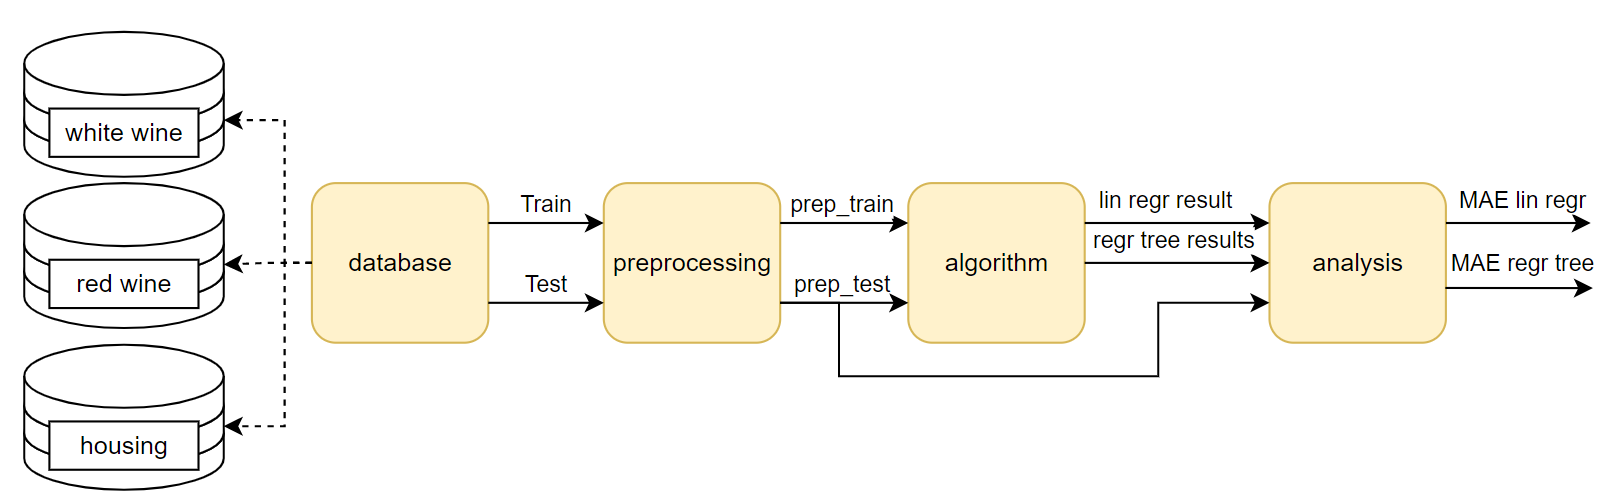 white wine
red wine
housing
database
Train
Test
preprocessing
prep_train
prep_test
algorithm
lin regr result
regr tree results
analysis
MAE lin regr
MAE regr tree